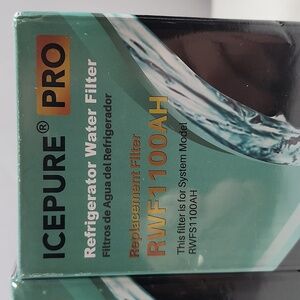 ICEPURE® PRO
Refrigerator Water Filter
Filtros de Agua del Refrigerador
Replacement Filter
RWF1100AH
This filter is for System Model
RWFS1100AH